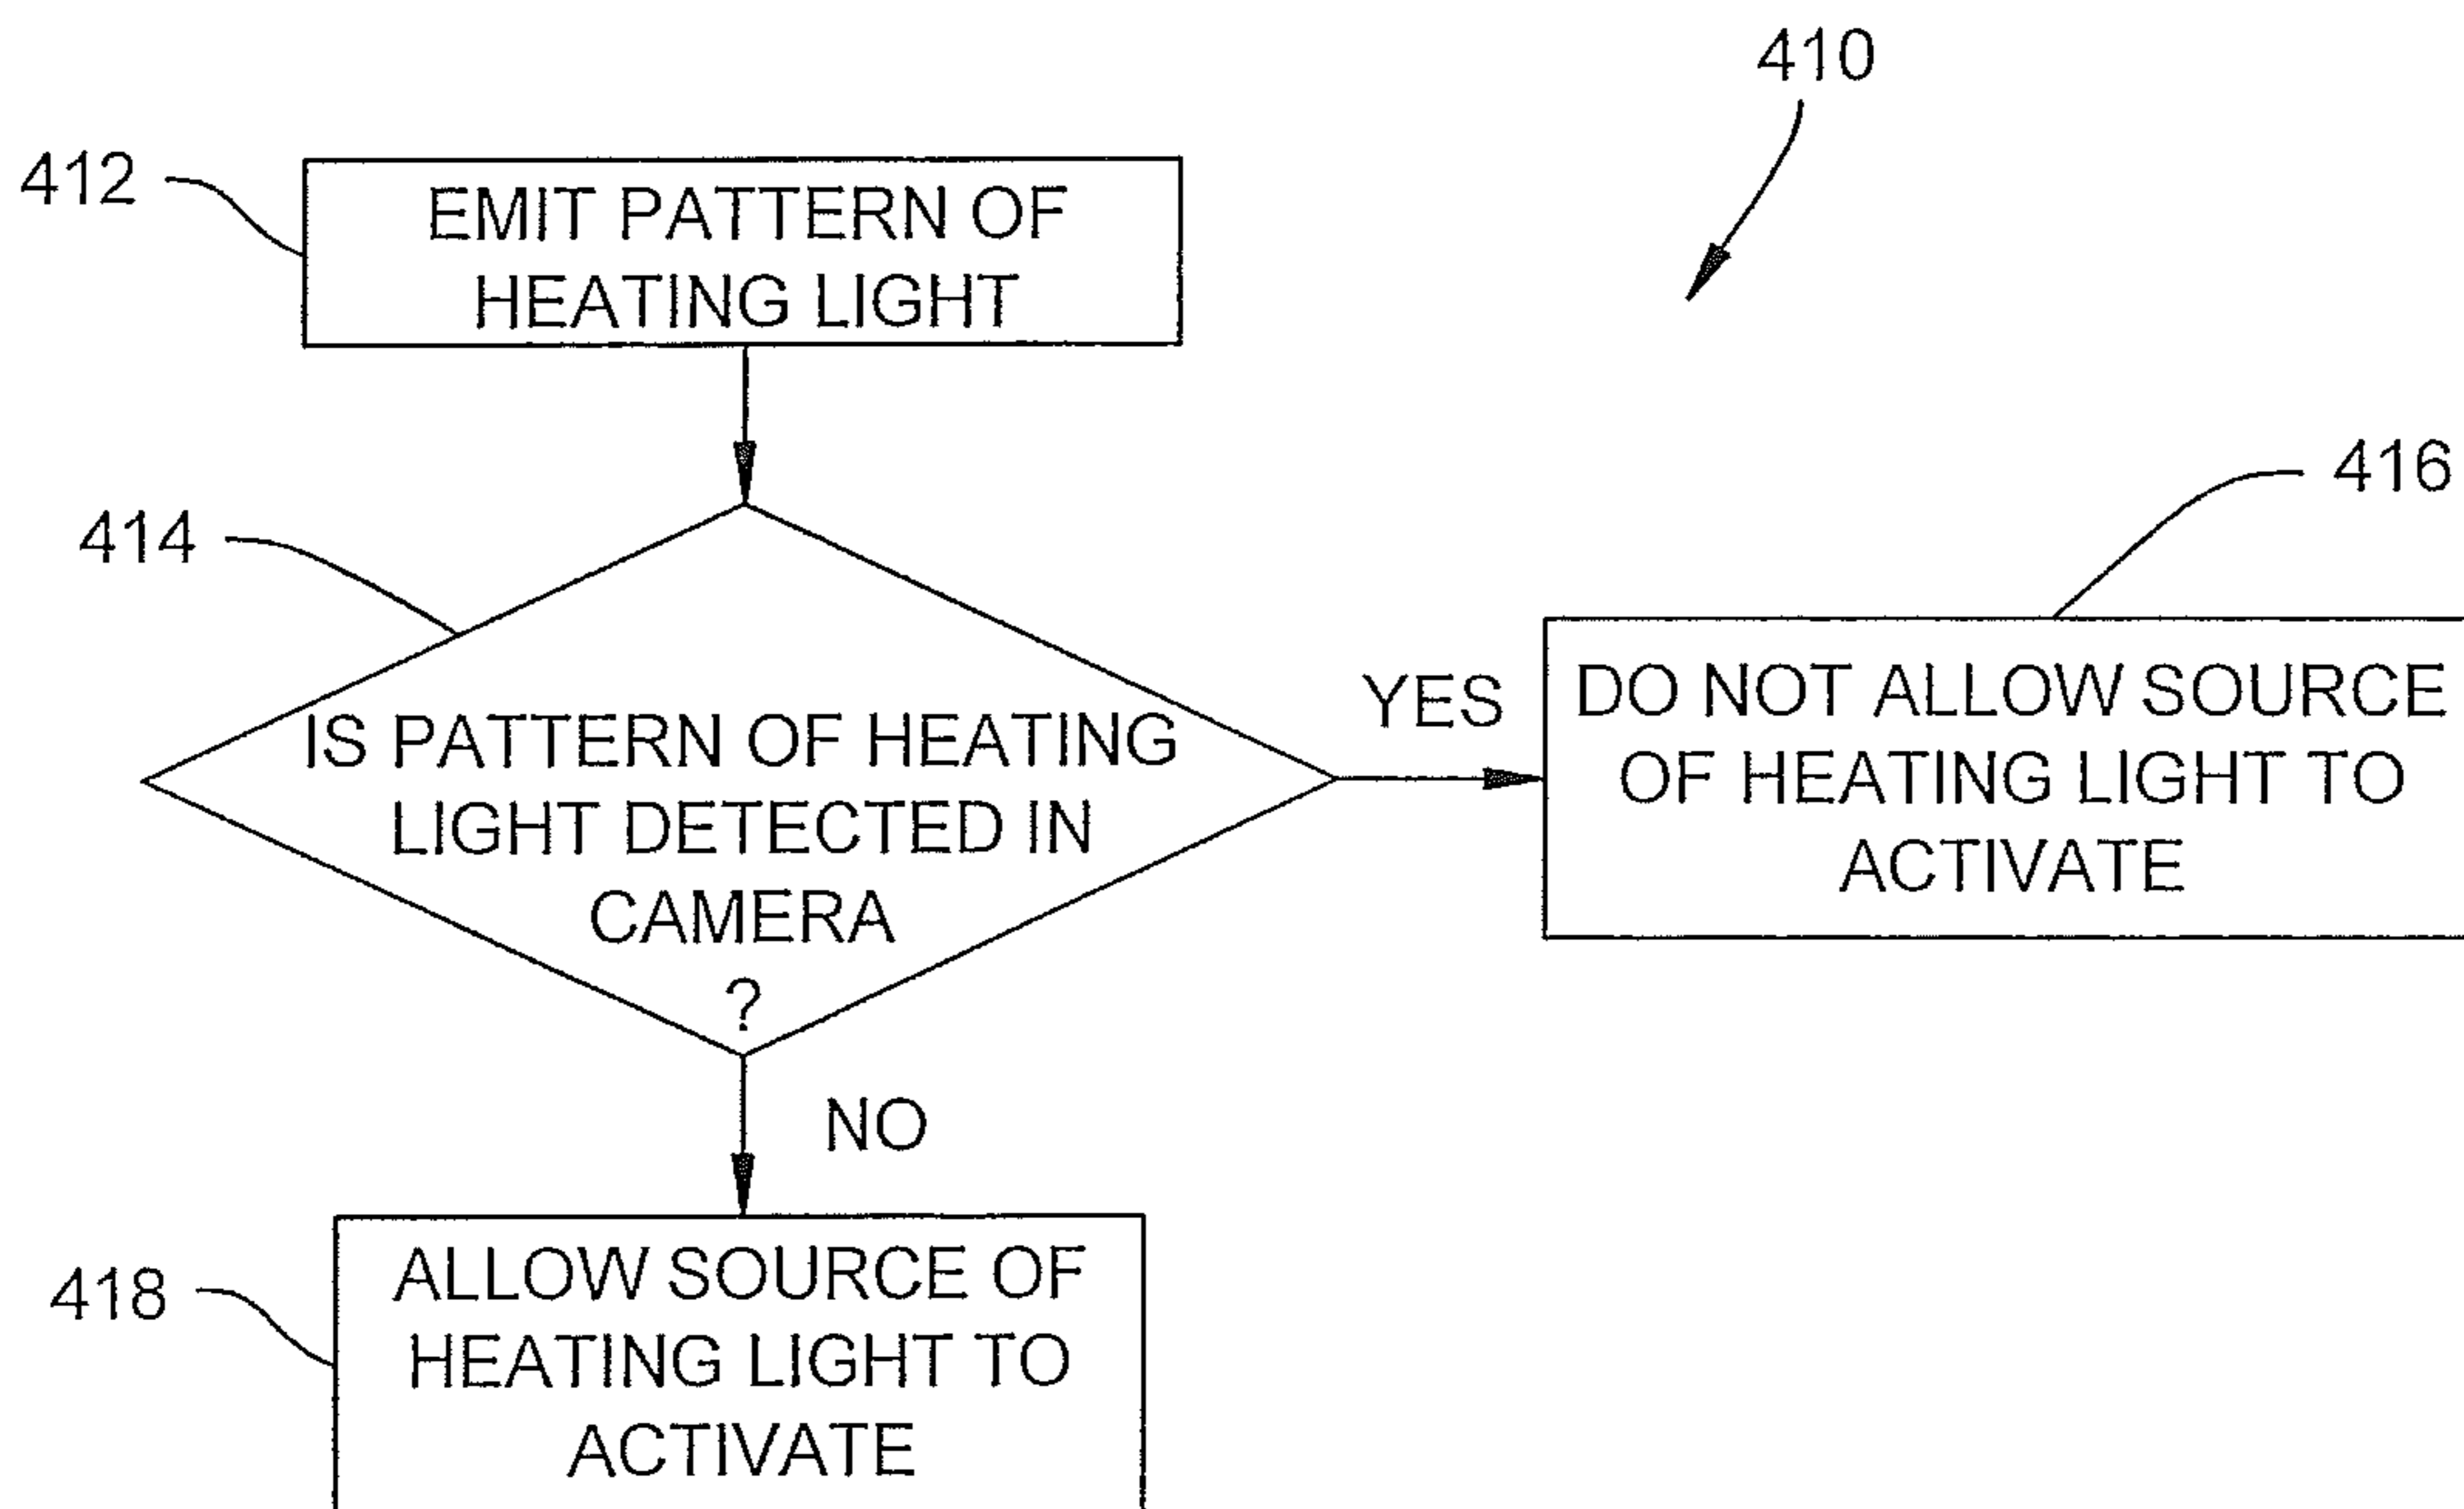 410
412
EMIT PATTERN OF
HEATING LIGHT
414
IS PATTERN OF HEATING
LIGHT DETECTED IN
CAMERA
?
YES
416
DO NOT ALLOW SOURCE
OF HEATING LIGHT TO
ACTIVATE
NO
418
ALLOW SOURCE OF
HEATING LIGHT TO
ACTIVATE